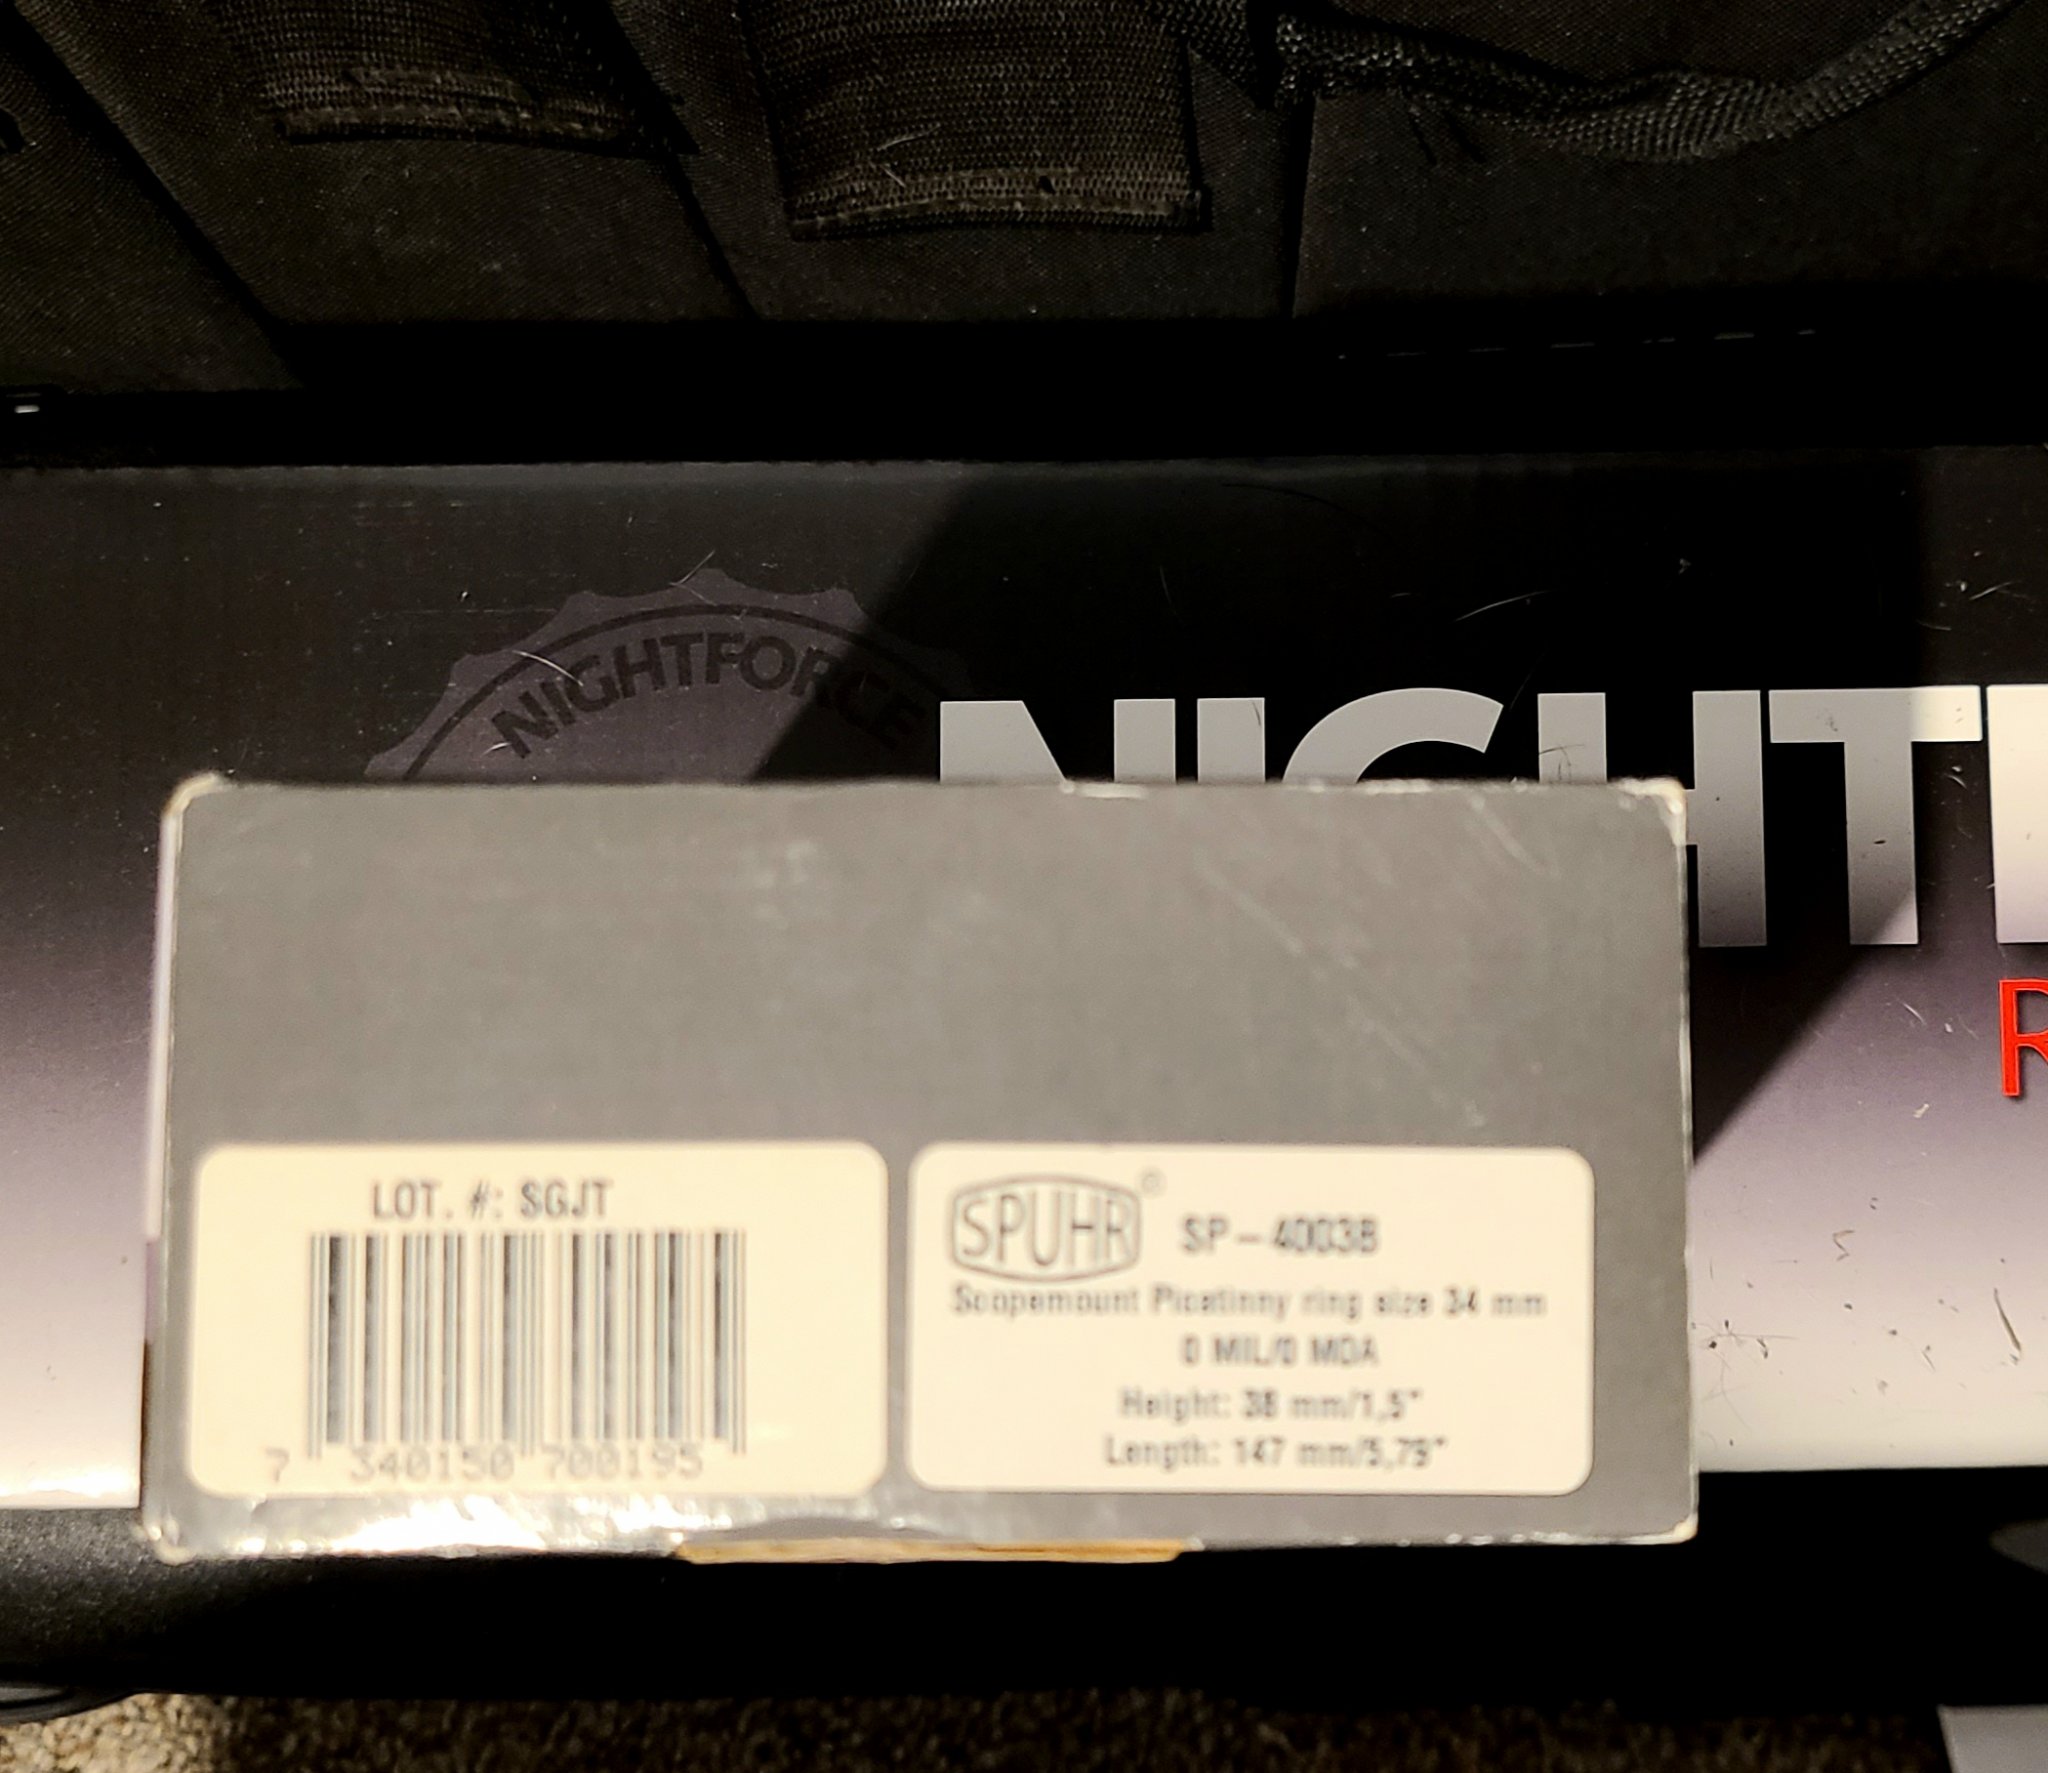 NIGHTFORCE
NIGHT
R
LOT. #: SGJT
7 340150 700195
SPUHR® SP-4003B
Scopemount Picatinny ring size 34 mm
0 MIL/0 MOA
Height: 38 mm/1,5"
Length: 147 mm/5,79"